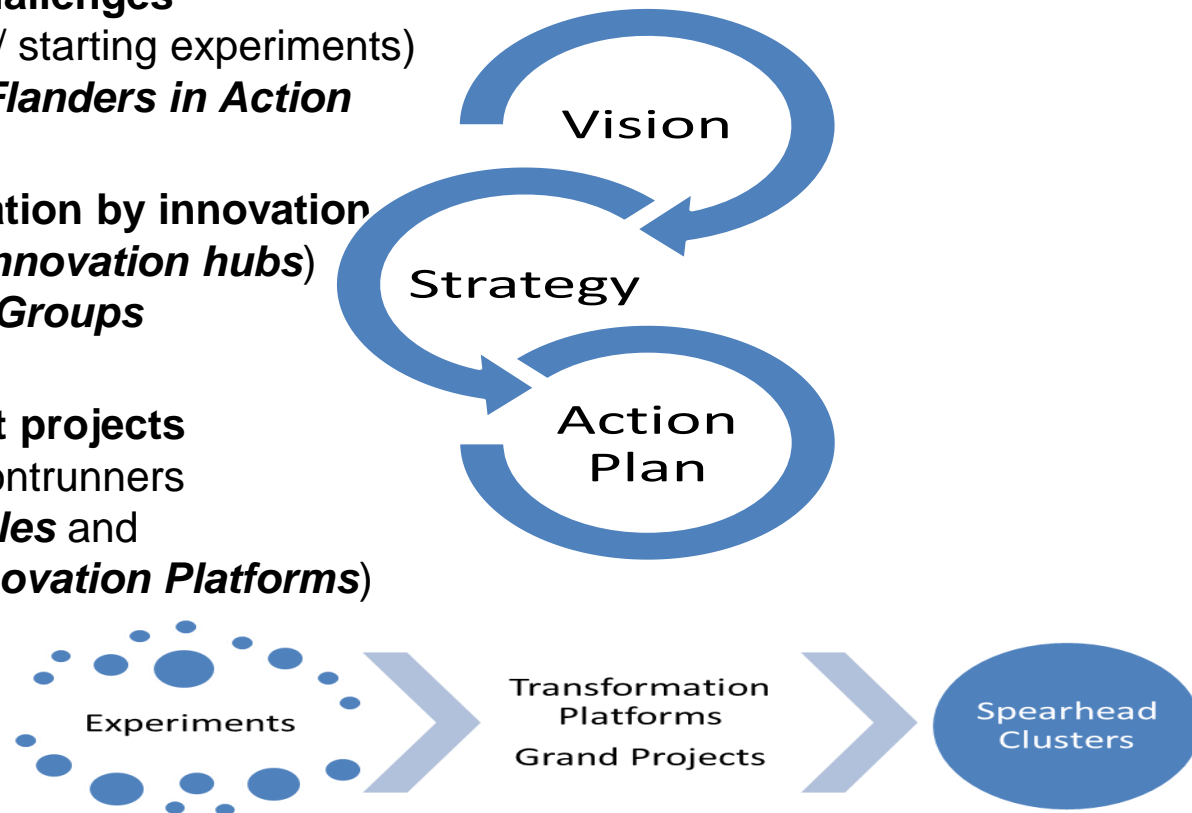 / starting experiments)
Flanders in Action
ation by innovation
nnovation hubs)
Groups
t projects
ontrunners
les and
ovation Platforms)
Vision
Strategy
Action
Plan
Experiments
Transformation
Platforms
Grand Projects
Spearhead
Clusters